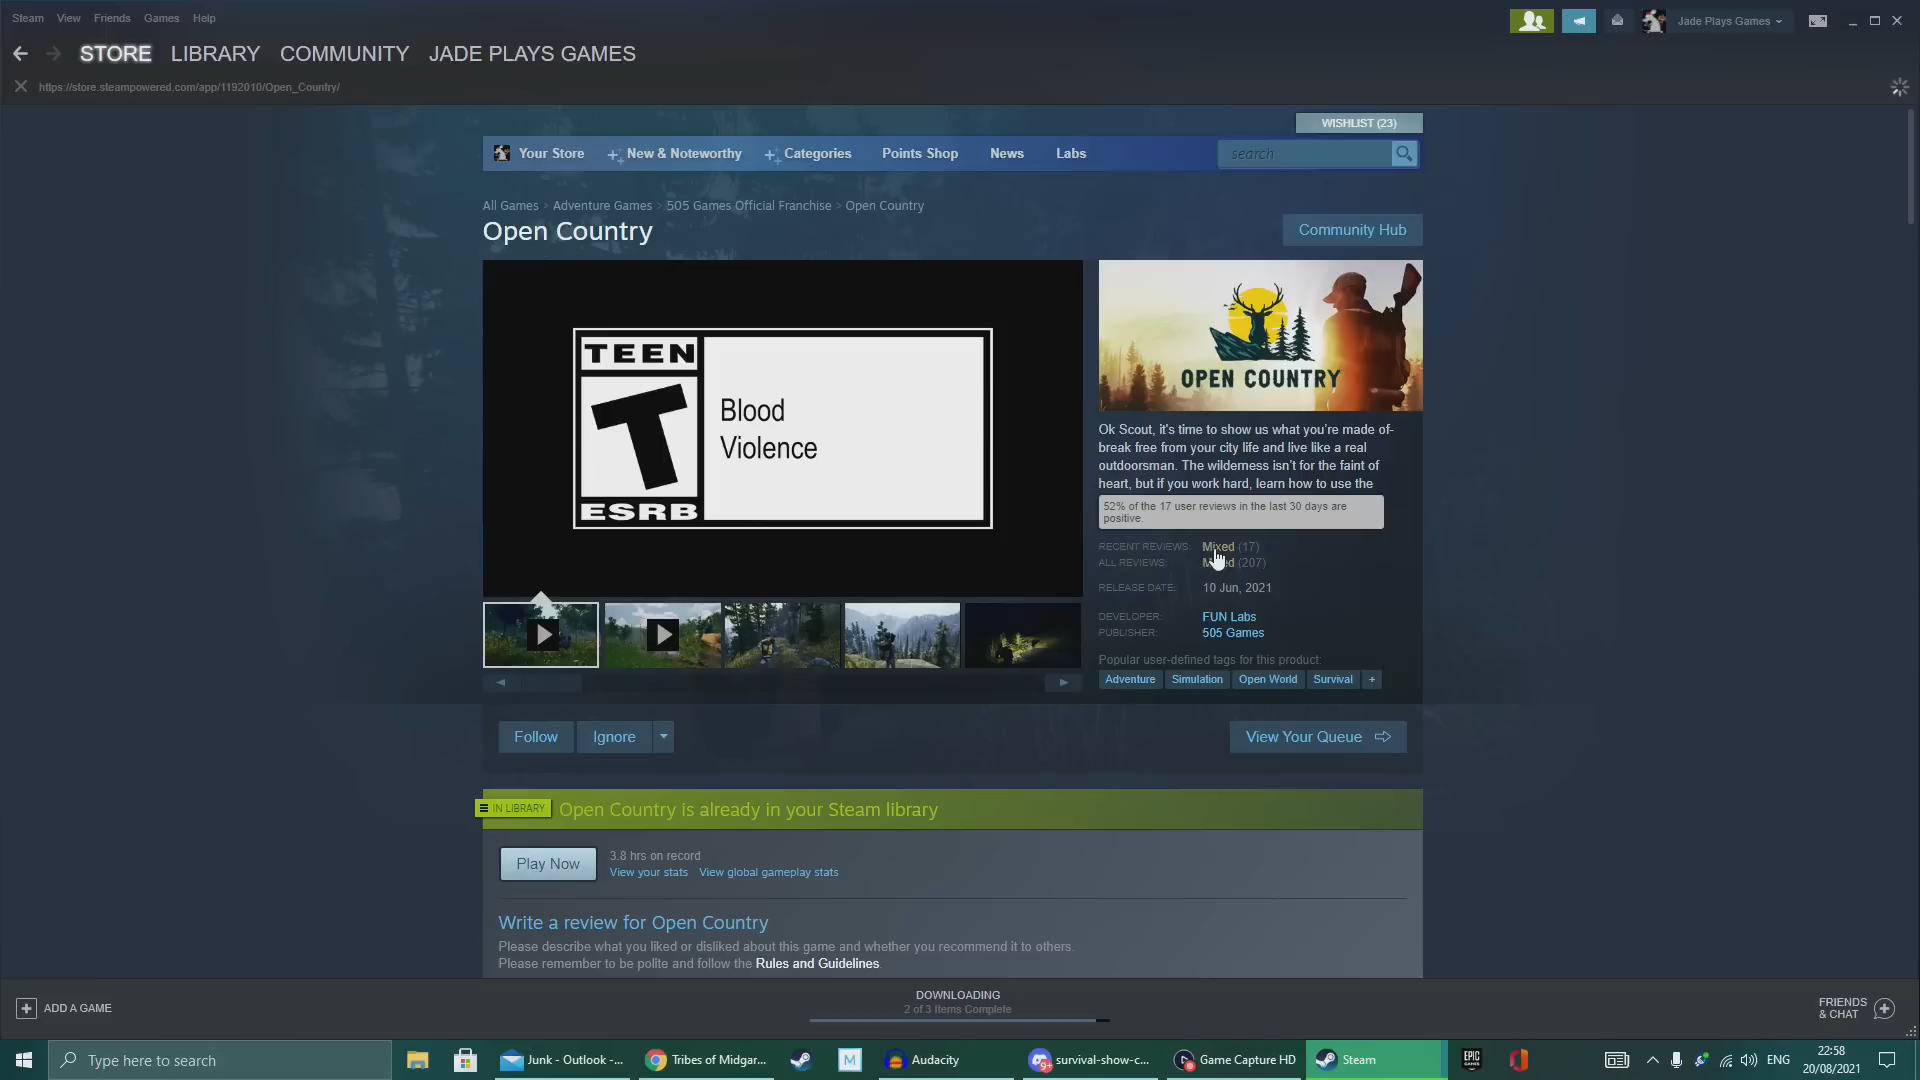 Steam View Friends Games Help
Jade Plays Games
STORE LIBRARY COMMUNITY JADE PLAYS GAMES
https://store.steampowered.com/app/1192010/Open_Country/
WISHLIST (23)
Your Store New & Noteworthy Categories Points Shop News Labs
search
All Games > Adventure Games > 505 Games Official Franchise > Open Country
Open Country
Community Hub
TEEN
T
ESRB
Blood
Violence
OPEN COUNTRY
Ok Scout, it's time to show us what you're made of-
break free from your city life and live like a real
outdoorsman. The wilderness isn't for the faint of
heart, but if you work hard, learn how to use the
52% of the 17 user reviews in the last 30 days are
positive.
RECENT REVIEWS: Mixed (17)
ALL REVIEWS: Mixed (207)
RELEASE DATE: 10 Jun, 2021
DEVELOPER: FUN Labs
PUBLISHER: 505 Games
Popular user-defined tags for this product:
Adventure Simulation Open World Survival +
Follow Ignore
View Your Queue
IN LIBRARY Open Country is already in your Steam library
Play Now
3.8 hrs on record
View your stats View global gameplay stats
Write a review for Open Country
Please describe what you liked or disliked about this game and whether you recommend it to others.
Please remember to be polite and follow the Rules and Guidelines.
ADD A GAME
DOWNLOADING
2 of 3 Items Complete
FRIENDS
& CHAT
Type here to search
Junk - Outlook -...
Tribes of Midgar...
M
Audacity
9+
survival-show-c...
Game Capture HD
Steam
EPIC
GAMES
ENG
22:58
20/08/2021